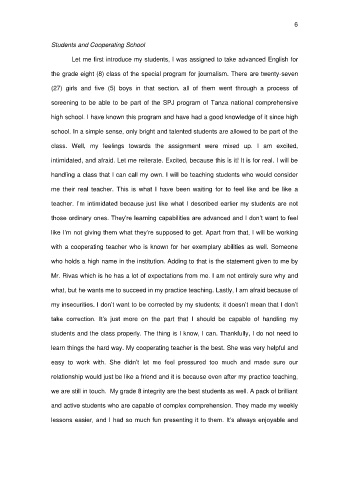 6
Students and Cooperating School
Let me first introduce my students, I was assigned to take advanced English for
the grade eight (8) class of the special program for journalism. There are twenty-seven
(27) girls and five (5) boys in that section, all of them went through a process of
screening to be able to be part of the SPJ program of Tanza national comprehensive
high school. I have known this program and have had a good knowledge of it since high
school. In a simple sense, only bright and talented students are allowed to be part of the
class. Well, my feelings towards the assignment were mixed up. I am excited,
intimidated, and afraid. Let me reiterate. Excited, because this is it! It is for real. I will be
handling a class that I can call my own. I will be teaching students who would consider
me their real teacher. This is what I have been waiting for to feel like and be like a
teacher. I'm intimidated because just like what I described earlier my students are not
those ordinary ones. They're learning capabilities are advanced and I don't want to feel
like I'm not giving them what they're supposed to get. Apart from that, I will be working
with a cooperating teacher who is known for her exemplary abilities as well. Someone
who holds a high name in the institution. Adding to that is the statement given to me by
Mr. Rivas which is he has a lot of expectations from me. I am not entirely sure why and
what, but he wants me to succeed in my practice teaching. Lastly, I am afraid because of
my insecurities. I don't want to be corrected by my students; it doesn't mean that I don't
take correction. It's just more on the part that I should be capable of handling my
students and the class properly. The thing is I know, I can. Thankfully, I do not need to
learn things the hard way. My cooperating teacher is the best. She was very helpful and
easy to work with. She didn't let me feel pressured too much and made sure our
relationship would just be like a friend and it is because even after my practice teaching,
we are still in touch. My grade 8 integrity are the best students as well. A pack of brilliant
and active students who are capable of complex comprehension. They made my weekly
lessons easier, and I had so much fun presenting it to them. It's always enjoyable and